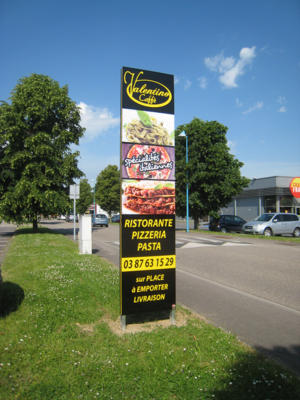 Valentino
Caffè
Spécialités
italiennes
RISTORANTE
PIZZERIA
PASTA
03 87 63 15 29
sur PLACE
à EMPORTER
LIVRAISON